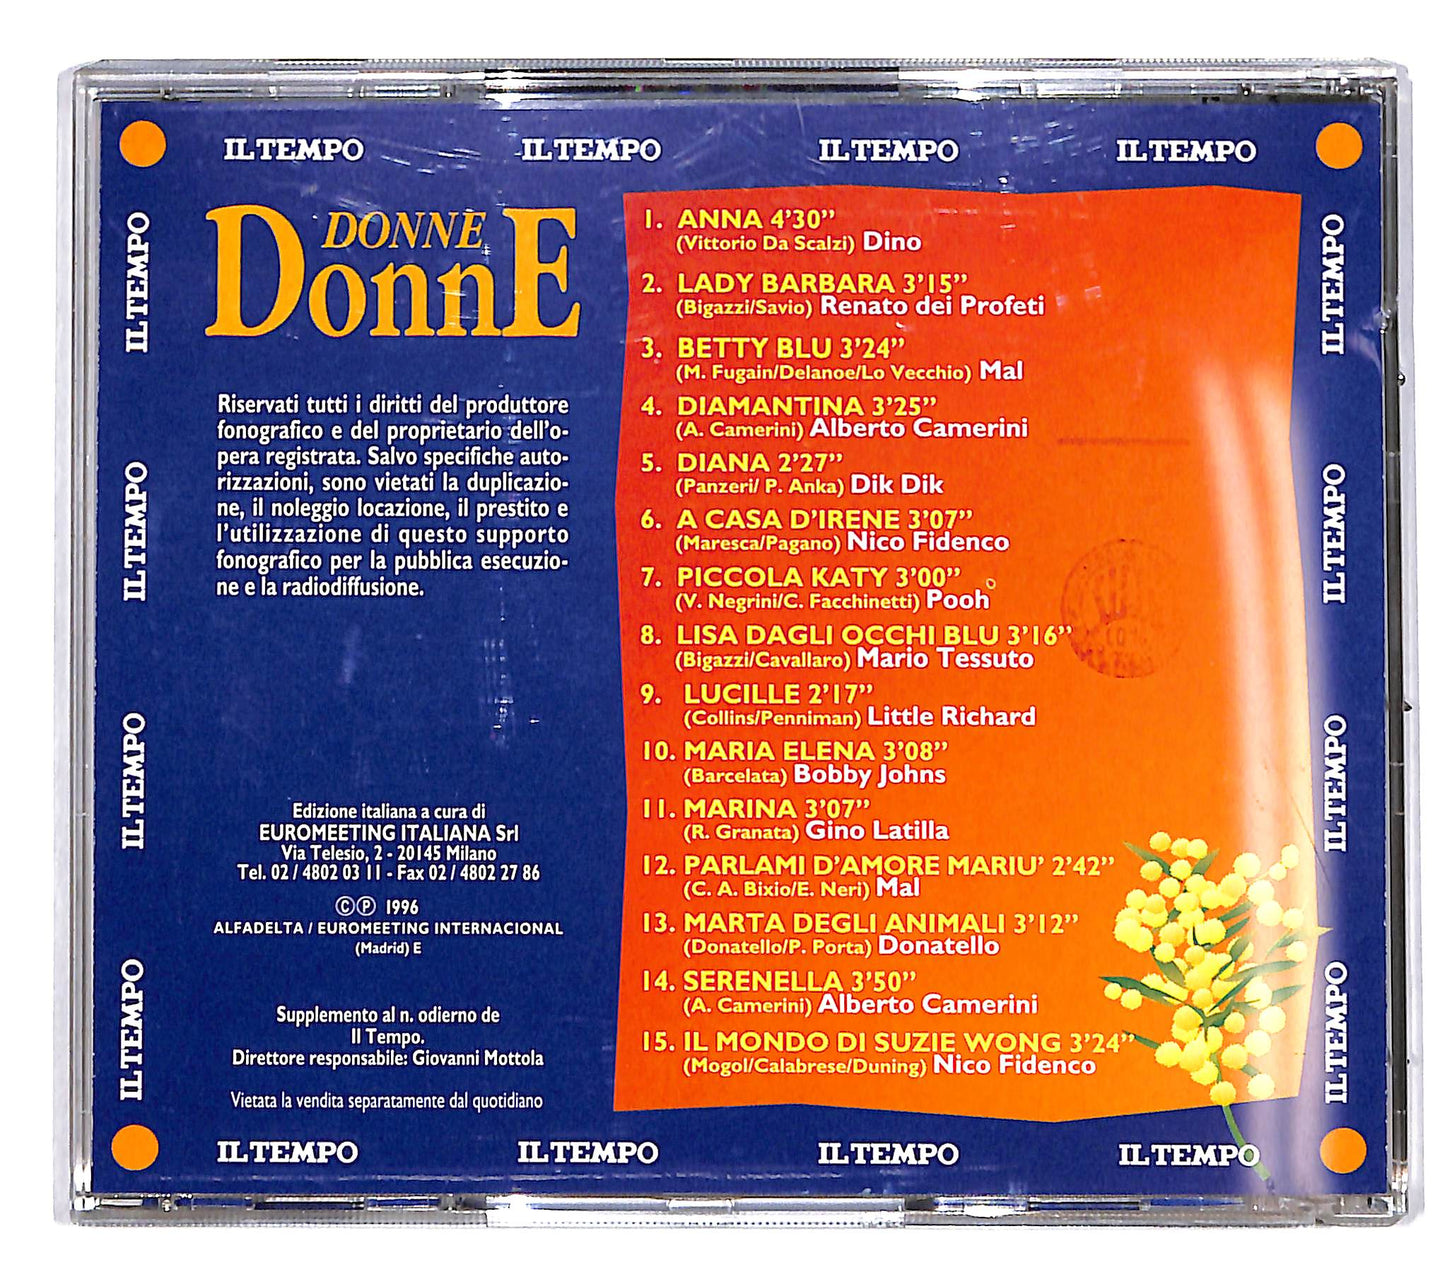 IL TEMPO IL TEMPO IL TEMPO IL TEMPO
IL TEMPO
IL TEMPO
IL TEMPO
IL TEMPO
DONNE
DonnE
Riservati tutti i diritti del produttore
fonografico e del proprietario dell'o-
pera registrata. Salvo specifiche auto-
rizzazioni, sono vietati la duplicazio-
ne, il noleggio locazione, il prestito e
l'utilizzazione di questo supporto
fonografico per la pubblica esecuzio-
ne e la radiodiffusione.
Edizione italiana a cura di
EUROMEETING ITALIANA Srl
Via Telesio, 2 - 20145 Milano
Tel. 02 / 4802 03 11 - Fax 02 / 4802 27 86
©℗ 1996
ALFADELTA / EUROMEETING INTERNACIONAL
(Madrid) E
Supplemento al n. odierno de
Il Tempo.
Direttore responsabile: Giovanni Mottola
Vietata la vendita separatamente dal quotidiano
1. ANNA 4'30"
(Vittorio Da Scalzi) Dino
2. LADY BARBARA 3'15"
(Bigazzi/Savio) Renato dei Profeti
3. BETTY BLU 3'24"
(M. Fugain/Delanoe/Lo Vecchio) Mal
4. DIAMANTINA 3'25"
(A. Camerini) Alberto Camerini
5. DIANA 2'27"
(Panzeri/ P. Anka) Dik Dik
6. A CASA D'IRENE 3'07"
(Maresca/Pagano) Nico Fidenco
7. PICCOLA KATY 3'00"
(V. Negrini/C. Facchinetti) Pooh
8. LISA DAGLI OCCHI BLU 3'16"
(Bigazzi/Cavallaro) Mario Tessuto
9. LUCILLE 2'17"
(Collins/Penniman) Little Richard
10. MARIA ELENA 3'08"
(Barcelata) Bobby Johns
11. MARINA 3'07"
(R. Granata) Gino Latilla
12. PARLAMI D'AMORE MARIU' 2'42"
(C. A. Bixio/E. Neri) Mal
13. MARTA DEGLI ANIMALI 3'12"
(Donatello/P. Porta) Donatello
14. SERENELLA 3'50"
(A. Camerini) Alberto Camerini
15. IL MONDO DI SUZIE WONG 3'24"
(Mogol/Calabrese/Duning) Nico Fidenco
IL TEMPO
IL TEMPO
IL TEMPO
IL TEMPO
IL TEMPO IL TEMPO IL TEMPO IL TEMPO